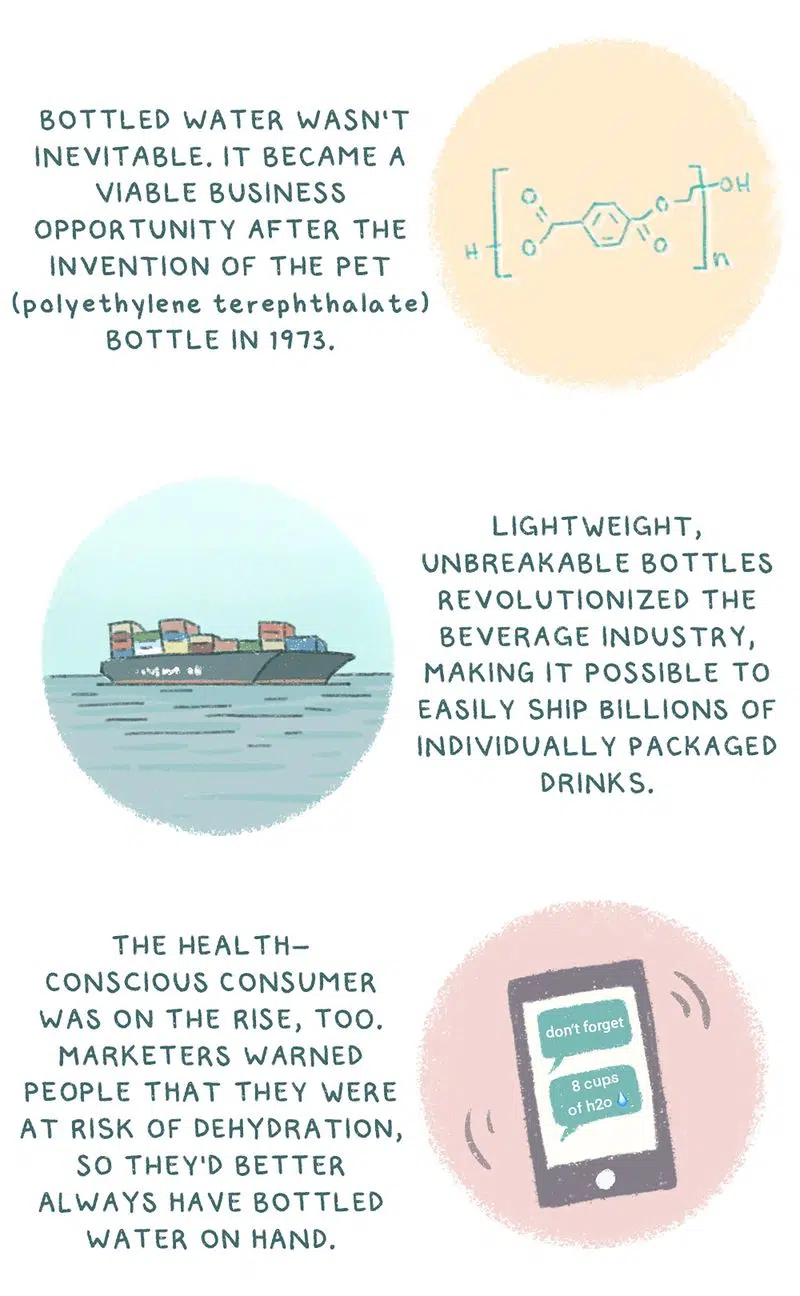 BOTTLED WATER WASN'T
INEVITABLE. IT BECAME A
VIABLE BUSINESS
OPPORTUNITY AFTER THE
INVENTION OF THE PET
(polyethylene terephthalate)
BOTTLE IN 1973.
O
O
H
O
O
OH
n
LIGHTWEIGHT,
UNBREAKABLE BOTTLES
REVOLUTIONIZED THE
BEVERAGE INDUSTRY,
MAKING IT POSSIBLE TO
EASILY SHIP BILLIONS OF
INDIVIDUALLY PACKAGED
DRINKS.
THE HEALTH-
CONSCIOUS CONSUMER
WAS ON THE RISE, TOO.
MARKETERS WARNED
PEOPLE THAT THEY WERE
AT RISK OF DEHYDRATION,
SO THEY'D BETTER
ALWAYS HAVE BOTTLED
WATER ON HAND.
don't forget
8 cups
of h2o 💧